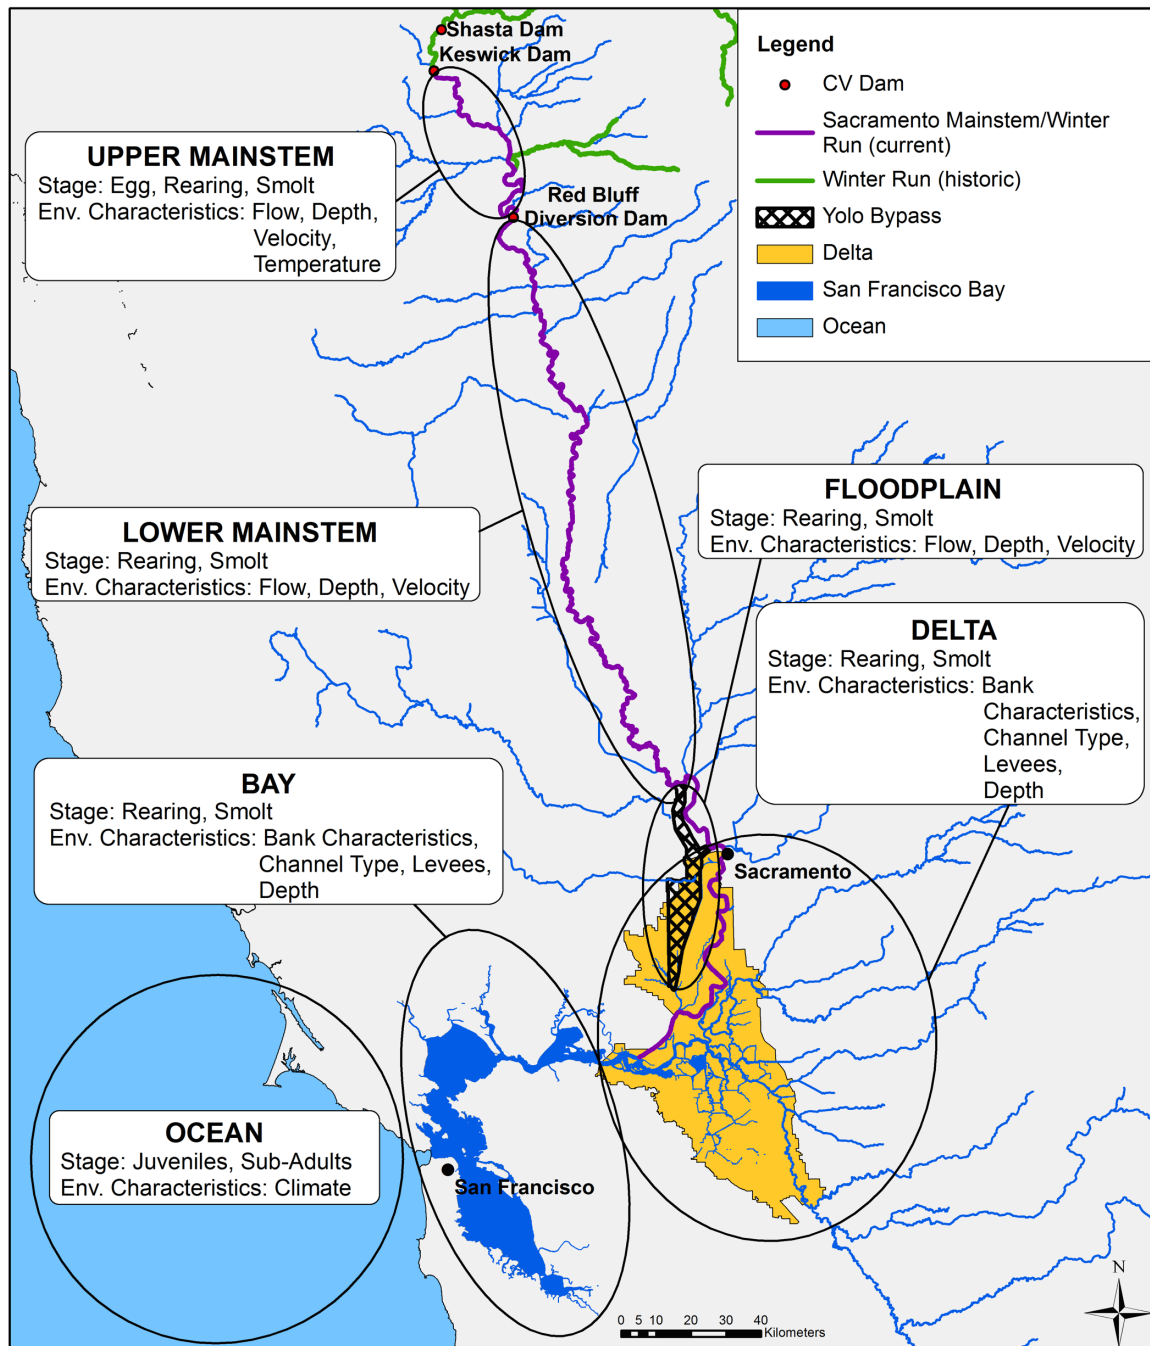 Shasta Dam
Keswick Dam
Legend
CV Dam
Sacramento Mainstem/Winter
Run (current)
Winter Run (historic)
Yolo Bypass
Delta
San Francisco Bay
Ocean
UPPER MAINSTEM
Stage: Egg, Rearing, Smolt
Env. Characteristics: Flow, Depth,
Velocity,
Temperature
Red Bluff
Diversion Dam
FLOODPLAIN
Stage: Rearing, Smolt
Env. Characteristics: Flow, Depth, Velocity
LOWER MAINSTEM
Stage: Rearing, Smolt
Env. Characteristics: Flow, Depth, Velocity
DELTA
Stage: Rearing, Smolt
Env. Characteristics: Bank
Characteristics,
Channel Type,
Levees,
Depth
BAY
Stage: Rearing, Smolt
Env. Characteristics: Bank Characteristics,
Channel Type, Levees,
Depth
Sacramento
OCEAN
Stage: Juveniles, Sub-Adults
Env. Characteristics: Climate
San Francisco
N
0 5 10 20 30 40
Kilometers